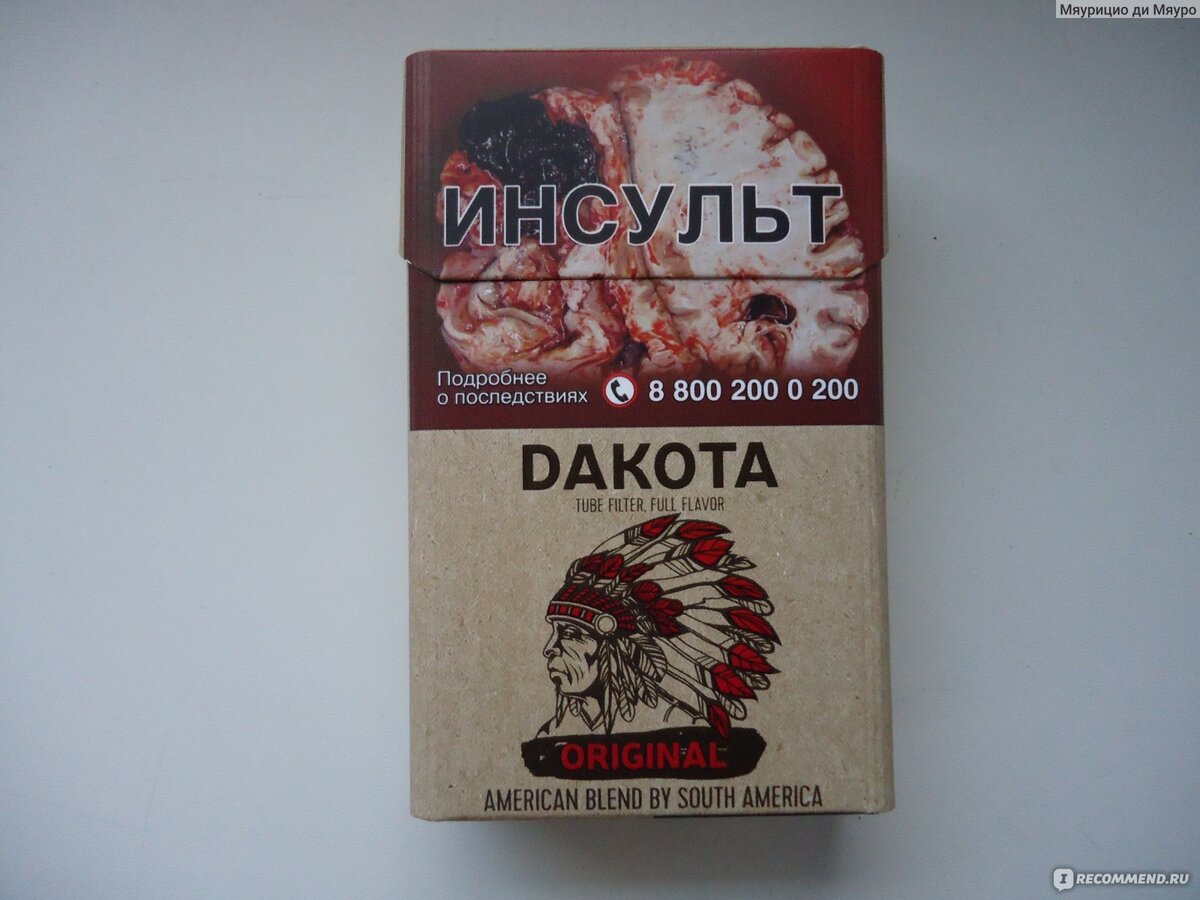 Мяурицио ди Мяуро
ИНСУЛЬТ
Подробнее
о последствиях
8 800 200 0 200
DAKOTA
TUBE FILTER, FULL FLAVOR
ORIGINAL
AMERICAN BLEND BY SOUTH AMERICA
IRECOMMEND.RU